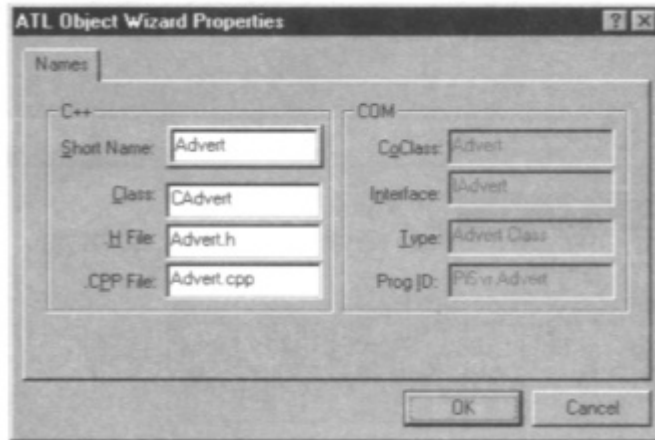 ATL Object Wizard Properties
Names
C++
Short Name: Advert
Class: CAdvert
.H File: Advert.h
.CPP File: Advert.cpp
COM
CoClass: Advert
Interface: IAdvert
Type: Advert Class
Prog ID:
OK
Cancel